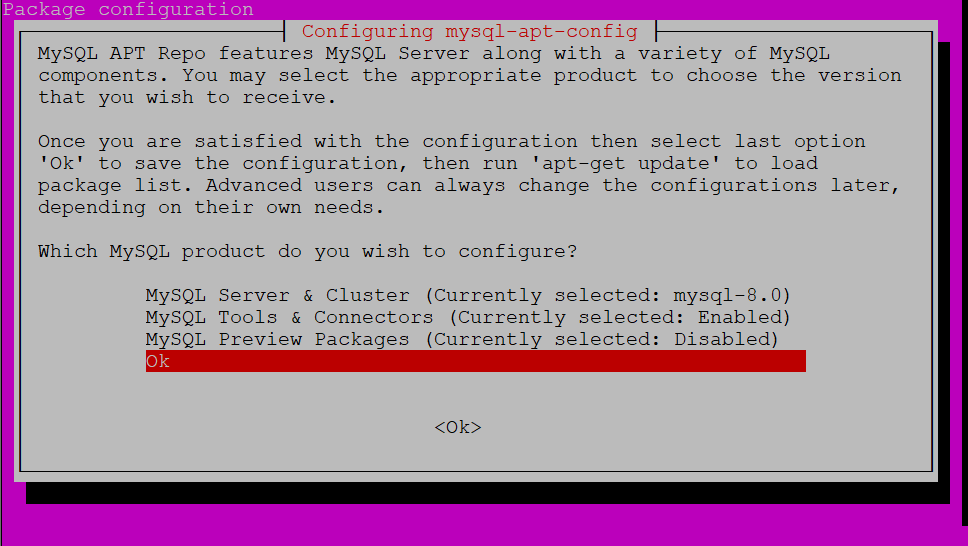 Package configuration
Configuring mysql-apt-config
MySQL APT Repo features MySQL Server along with a variety of MySQL
components. You may select the appropriate product to choose the version
that you wish to receive.
Once you are satisfied with the configuration then select last option
'Ok' to save the configuration, then run 'apt-get update' to load
package list. Advanced users can always change the configurations later,
depending on their own needs.
Which MySQL product do you wish to configure?
MySQL Server & Cluster (Currently selected: mysql-8.0)
MySQL Tools & Connectors (Currently selected: Enabled)
MySQL Preview Packages (Currently selected: Disabled)
Ok
<Ok>